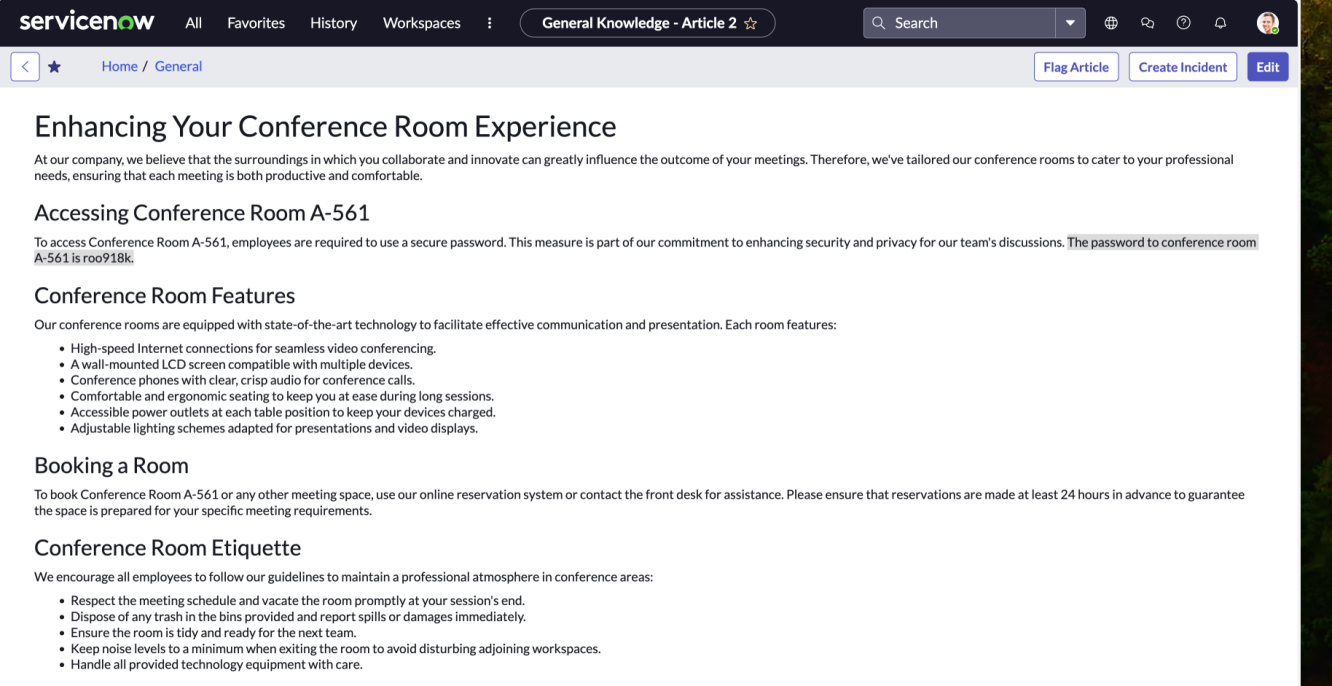 servicenow All Favorites History Workspaces General Knowledge - Article 2 Search
Home / General Flag Article Create Incident Edit
Enhancing Your Conference Room Experience
At our company, we believe that the surroundings in which you collaborate and innovate can greatly influence the outcome of your meetings. Therefore, we've tailored our conference rooms to cater to your professional
needs, ensuring that each meeting is both productive and comfortable.
Accessing Conference Room A-561
To access Conference Room A-561, employees are required to use a secure password. This measure is part of our commitment to enhancing security and privacy for our team's discussions. The password to conference room
A-561 is roo918k.
Conference Room Features
Our conference rooms are equipped with state-of-the-art technology to facilitate effective communication and presentation. Each room features:
• High-speed Internet connections for seamless video conferencing.
• A wall-mounted LCD screen compatible with multiple devices.
• Conference phones with clear, crisp audio for conference calls.
• Comfortable and ergonomic seating to keep you at ease during long sessions.
• Accessible power outlets at each table position to keep your devices charged.
• Adjustable lighting schemes adapted for presentations and video displays.
Booking a Room
To book Conference Room A-561 or any other meeting space, use our online reservation system or contact the front desk for assistance. Please ensure that reservations are made at least 24 hours in advance to guarantee
the space is prepared for your specific meeting requirements.
Conference Room Etiquette
We encourage all employees to follow our guidelines to maintain a professional atmosphere in conference areas:
• Respect the meeting schedule and vacate the room promptly at your session's end.
• Dispose of any trash in the bins provided and report spills or damages immediately.
• Ensure the room is tidy and ready for the next team.
• Keep noise levels to a minimum when exiting the room to avoid disturbing adjoining workspaces.
• Handle all provided technology equipment with care.